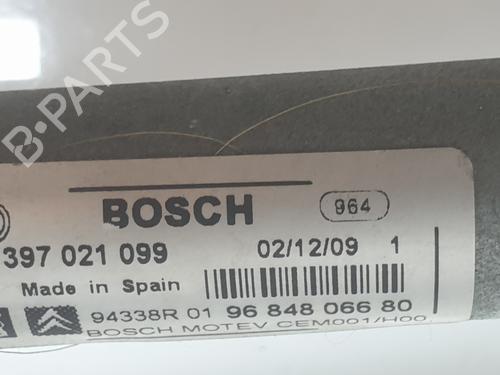 B-PARTS
BOSCH 964
397 021 099 02/12/09 1
Made in Spain
94338R 01 96 848 066 80
BOSCH MOTEV CEM001/H00